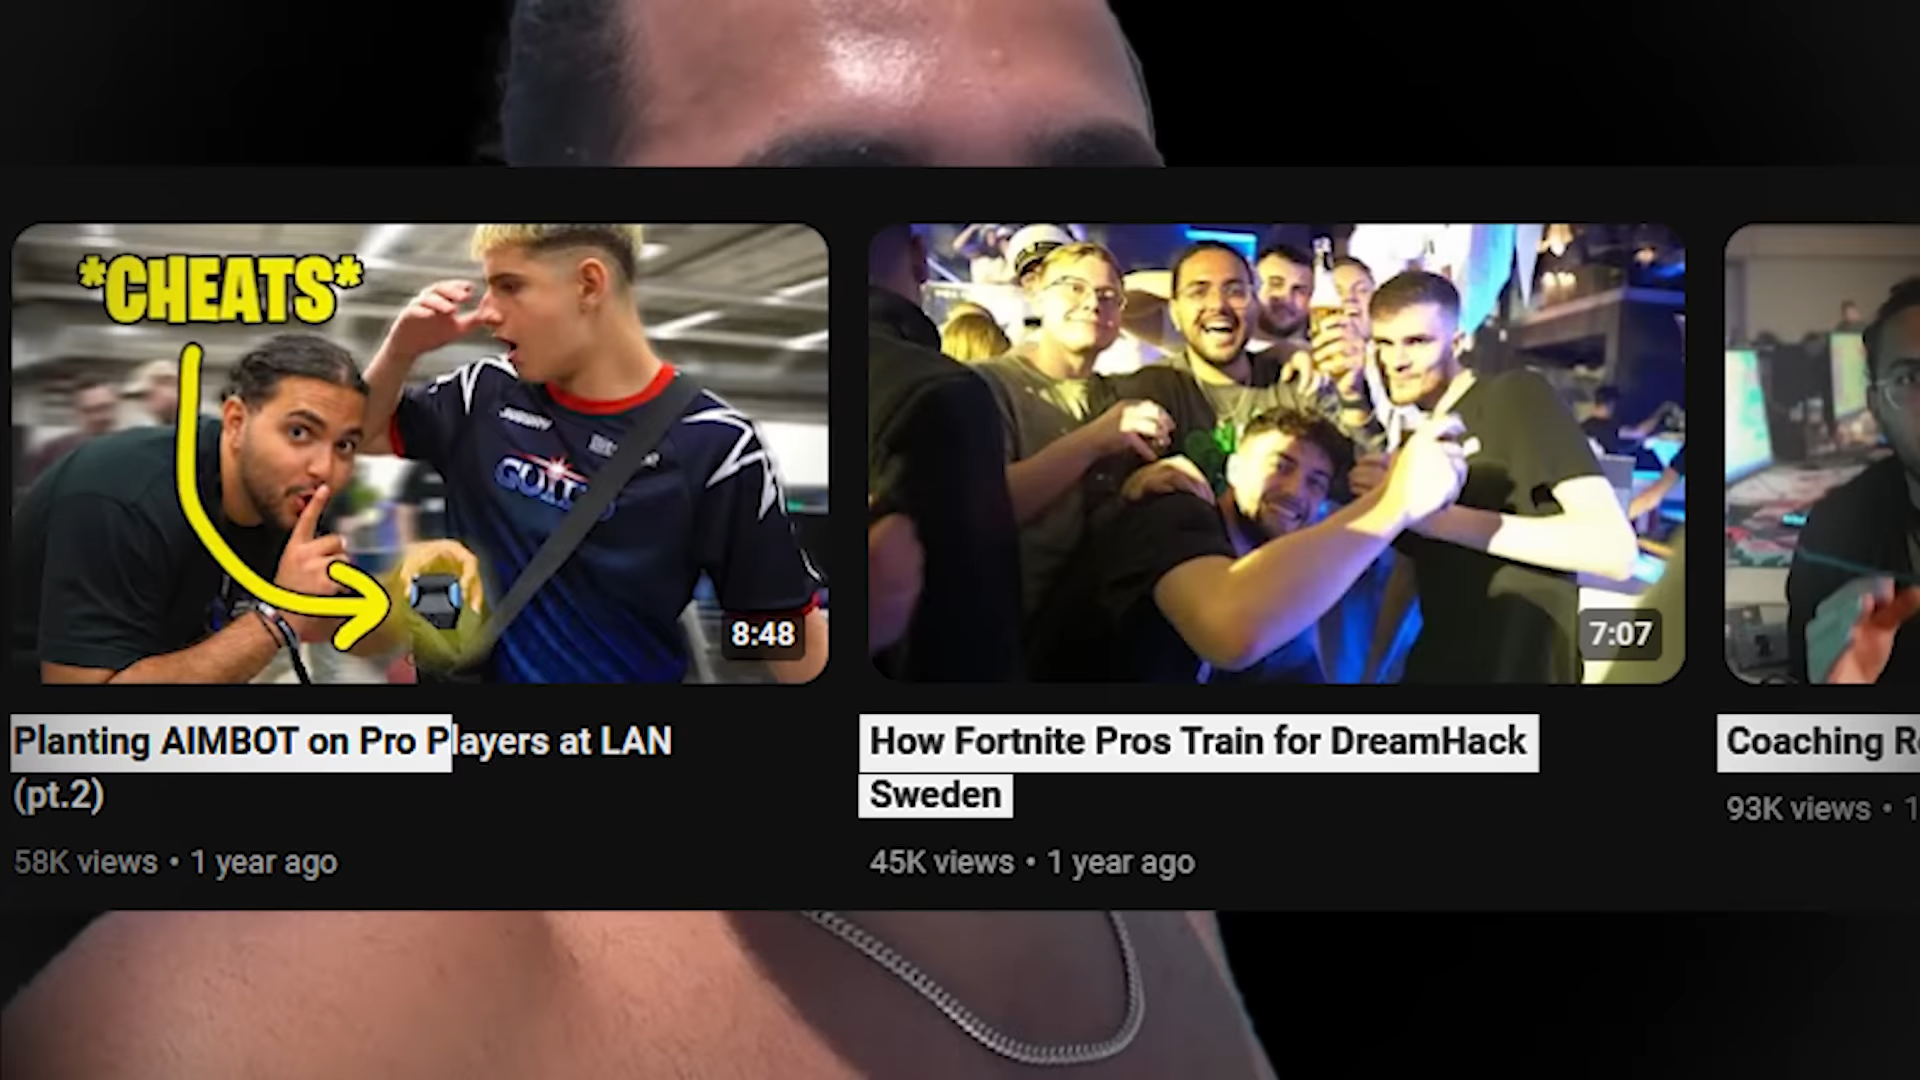 *CHEATS*
8:48
7:07
Planting AIMBOT on Pro Players at LAN
(pt.2)
58K views • 1 year ago
How Fortnite Pros Train for DreamHack
Sweden
45K views • 1 year ago
Coaching
93K views •